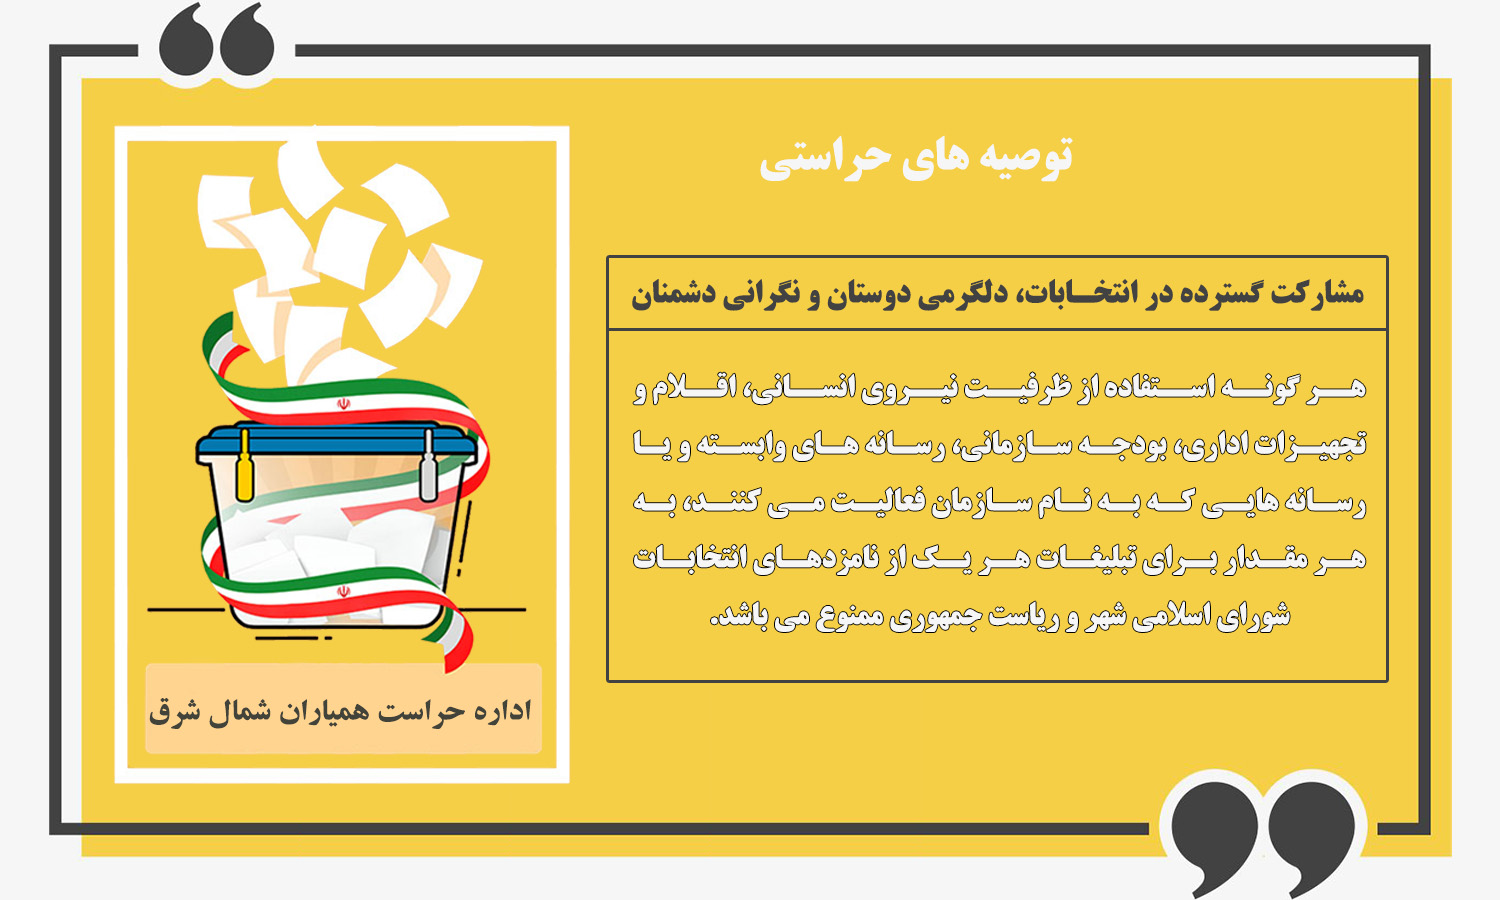 توصیه های حراستی
مشارکت گسترده در انتخابات، دلگرمی دوستان و نگرانی دشمنان
هر گونه استفاده از ظرفیت نیروی انسانی، اقلام و
تجهیزات اداری، بودجه سازمانی، رسانه های وابسته و یا
رسانه هایی که به نام سازمان فعالیت می کنند، به
هر مقدار برای تبلیغات هر یک از نامزدهای انتخابات
شورای اسلامی شهر و ریاست جمهوری ممنوع می باشد.
اداره حراست همیاران شمال شرق